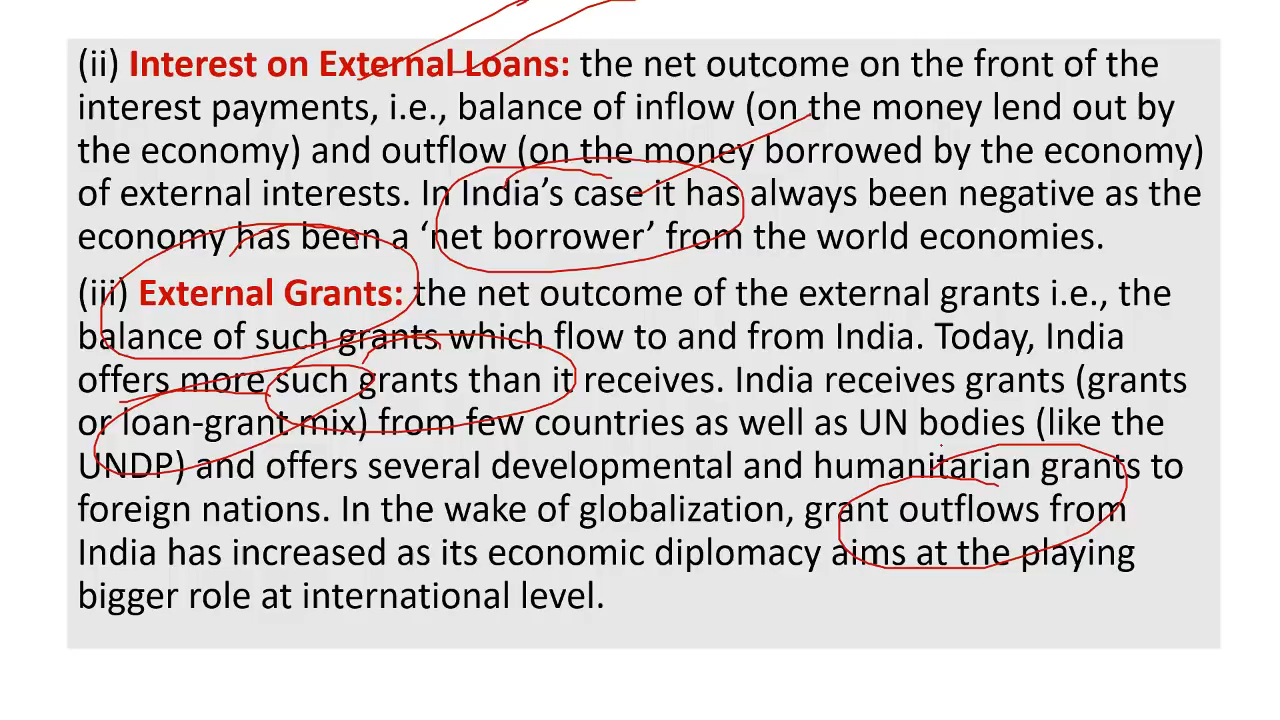 (ii) Interest on External Loans: the net outcome on the front of the
interest payments, i.e., balance of inflow (on the money lend out by
the economy) and outflow (on the money borrowed by the economy)
of external interests. In India’s case it has always been negative as the
economy has been a ‘net borrower’ from the world economies.
(iii) External Grants: the net outcome of the external grants i.e., the
balance of such grants which flow to and from India. Today, India
offers more such grants than it receives. India receives grants (grants
or loan-grant mix) from few countries as well as UN bodies (like the
UNDP) and offers several developmental and humanitarian grants to
foreign nations. In the wake of globalization, grant outflows from
India has increased as its economic diplomacy aims at the playing
bigger role at international level.